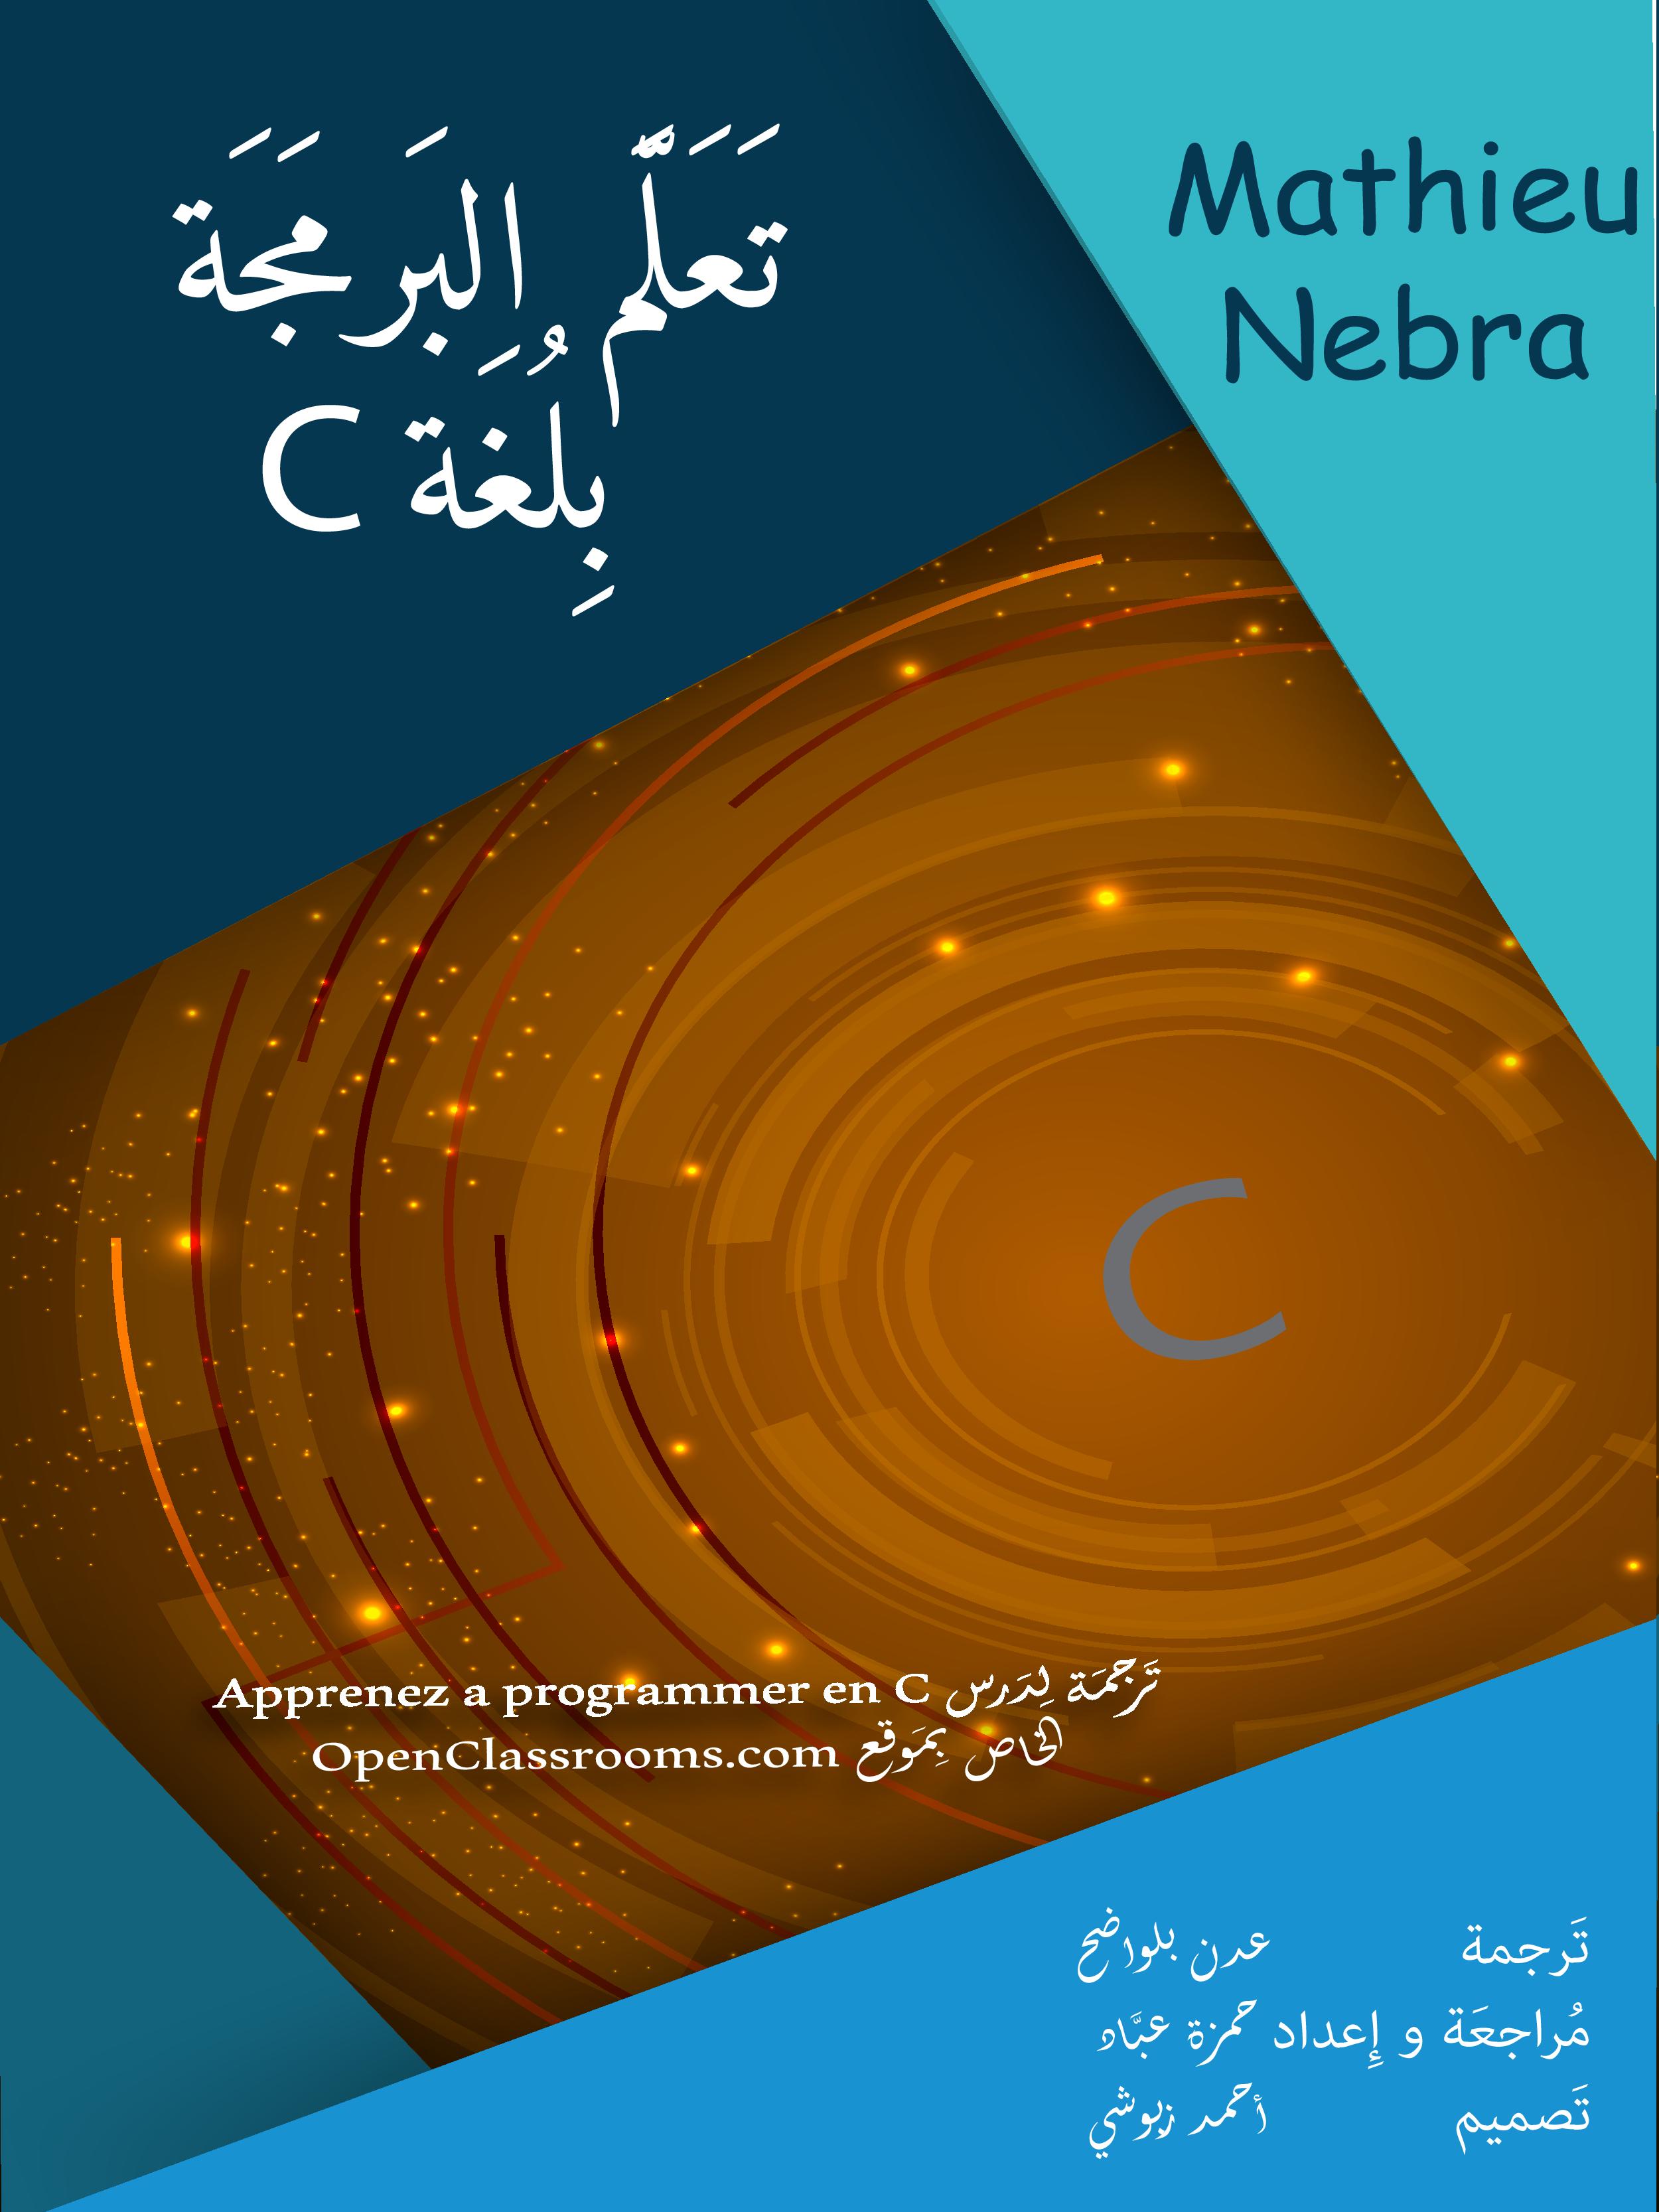 تَعَلَّم البَرمَجَة
بِلُغَة C
Mathieu
Nebra
C
تَرجمَة لِدَرس Apprenez a programmer en C
الخاص بِمَوقع OpenClassrooms.com
تَرجمة عدن بلواضح
مُراجعَة و إِعداد حمزة عبَّاد
تَصميم أحمد زبوشي